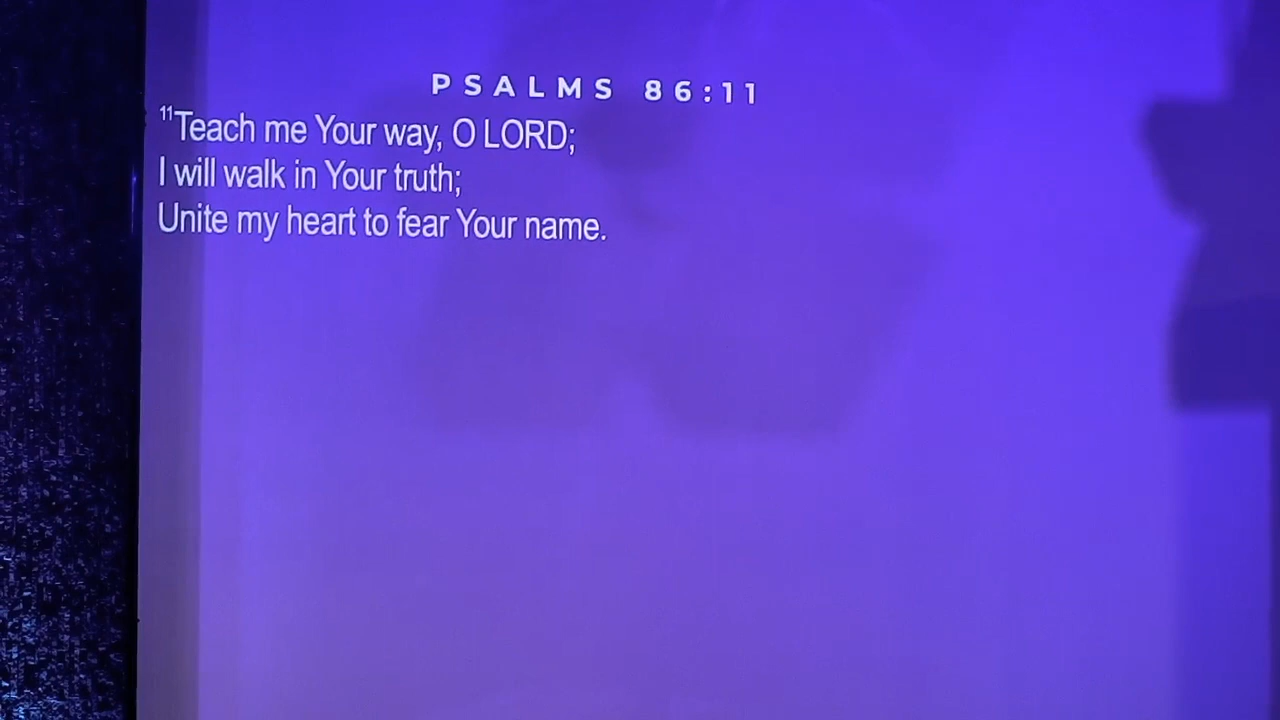 PSALMS 86:11
¹¹Teach me Your way, O LORD;
I will walk in Your truth;
Unite my heart to fear Your name.